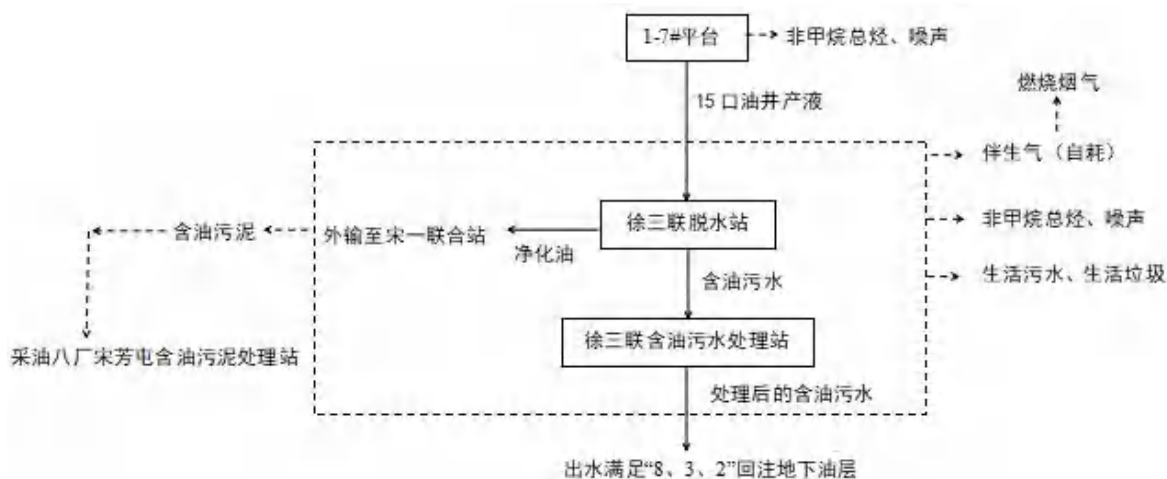 1-7#平台
非甲烷总烃、噪声
燃烧烟气
15口油井产液
伴生气（自耗）
徐三联脱水站
非甲烷总烃、噪声
含油污泥
外输至宋一联合站
净化油
含油污水
生活污水、生活垃圾
徐三联含油污水处理站
采油八厂宋芳屯含油污泥处理站
处理后的含油污水
出水满足“8、3、2”回注地下油层